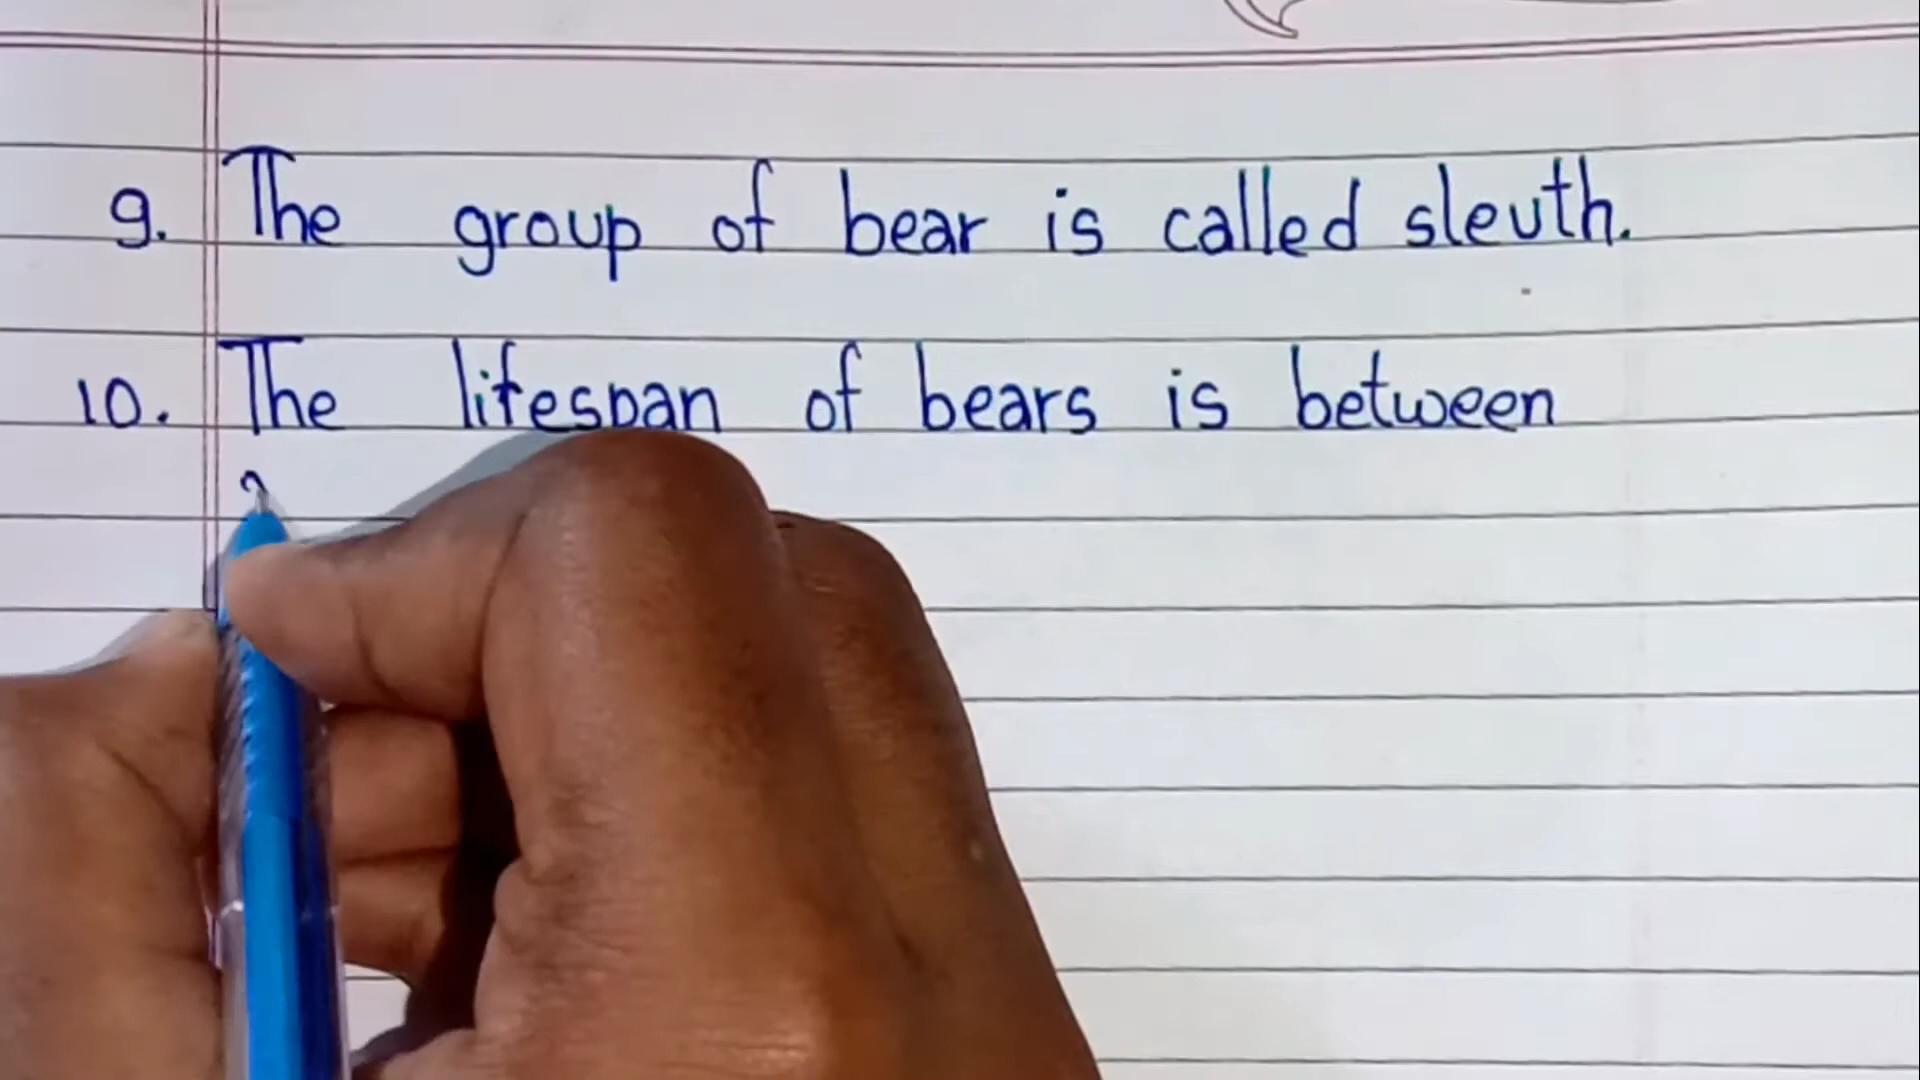 9. The group of bear is called sleuth.
10. The lifespan of bears is between